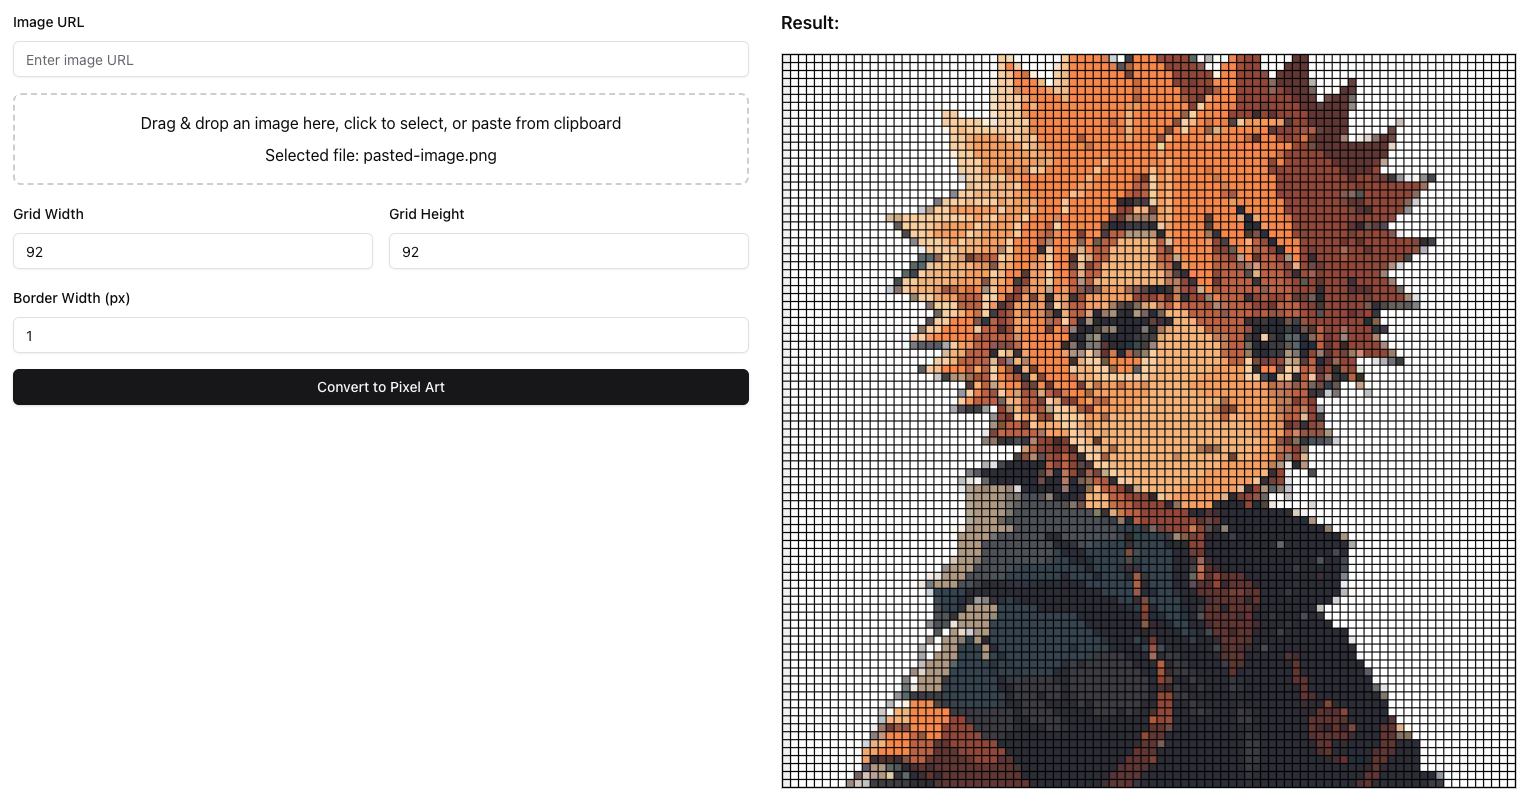 Image URL
Enter image URL
Drag & drop an image here, click to select, or paste from clipboard
Selected file: pasted-image.png
Grid Width
Grid Height
92
92
Border Width (px)
1
Convert to Pixel Art
Result: